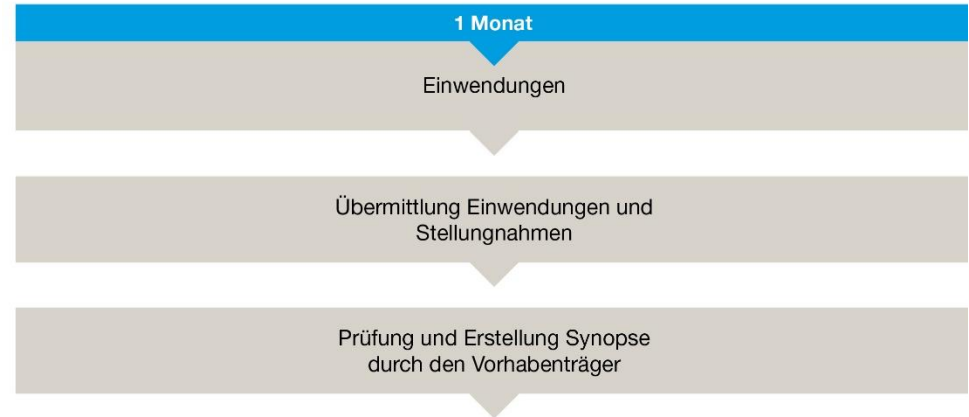 1 Monat
Einwendungen
Übermittlung Einwendungen und
Stellungnahmen
Prüfung und Erstellung Synopse
durch den Vorhabenträger